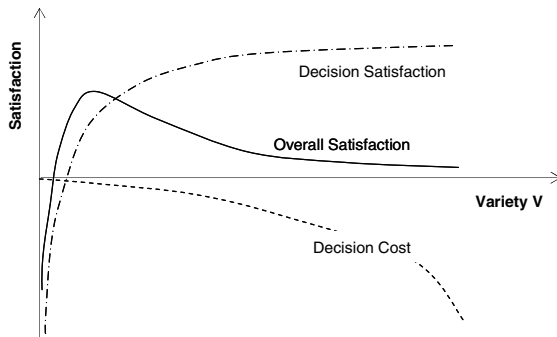 Satisfaction
Decision Satisfaction
Overall Satisfaction
Variety V
Decision Cost